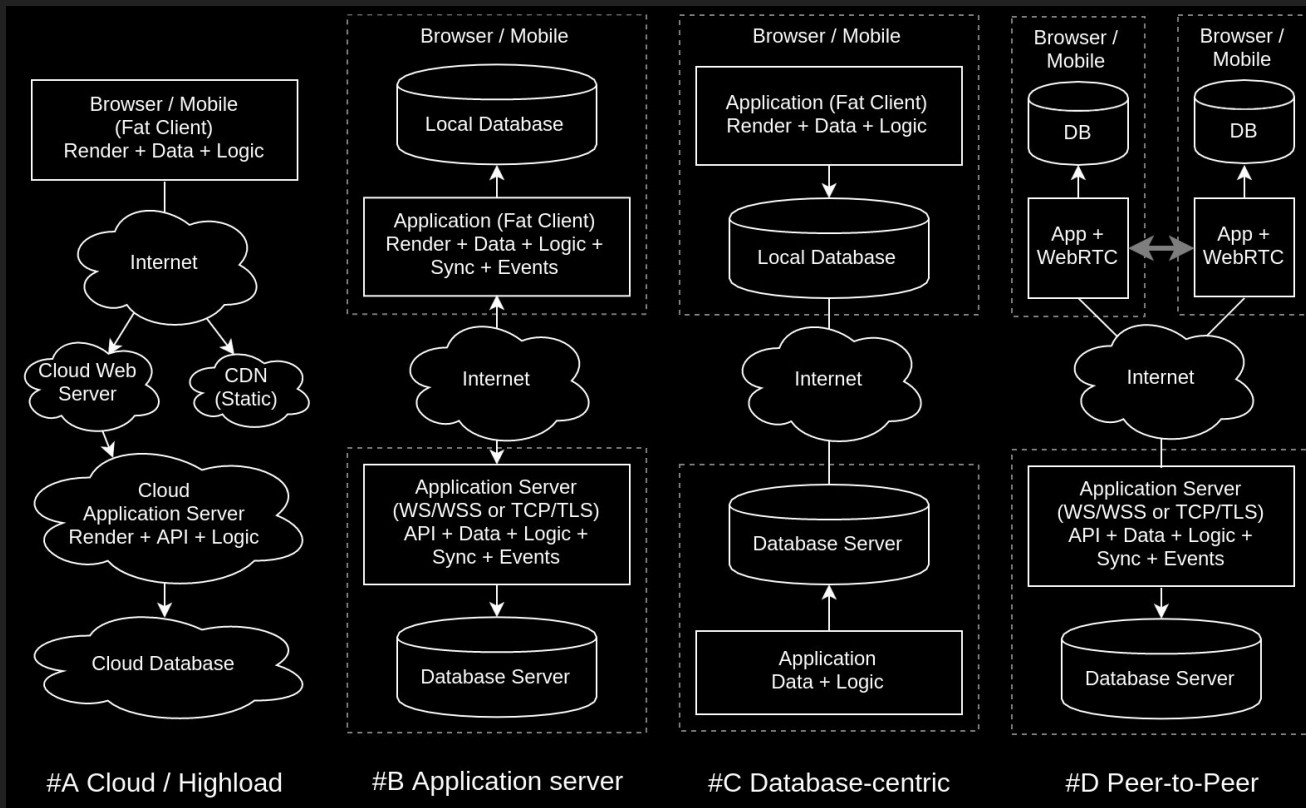 Browser / Mobile
(Fat Client)
Render + Data + Logic
Internet
Cloud Web
Server
CDN
(Static)
Cloud
Application Server
Render + API + Logic
Cloud Database
#A Cloud / Highload
Browser / Mobile
Local Database
Application (Fat Client)
Render + Data + Logic +
Sync + Events
Internet
Application Server
(WS/WSS or TCP/TLS)
API + Data + Logic +
Sync + Events
Database Server
#B Application server
Browser / Mobile
Application (Fat Client)
Render + Data + Logic
Local Database
Internet
Database Server
Application
Data + Logic
#C Database-centric
Browser /
Mobile
DB
App +
WebRTC
Browser /
Mobile
DB
App +
WebRTC
Internet
Application Server
(WS/WSS or TCP/TLS)
API + Data + Logic +
Sync + Events
Database Server
#D Peer-to-Peer